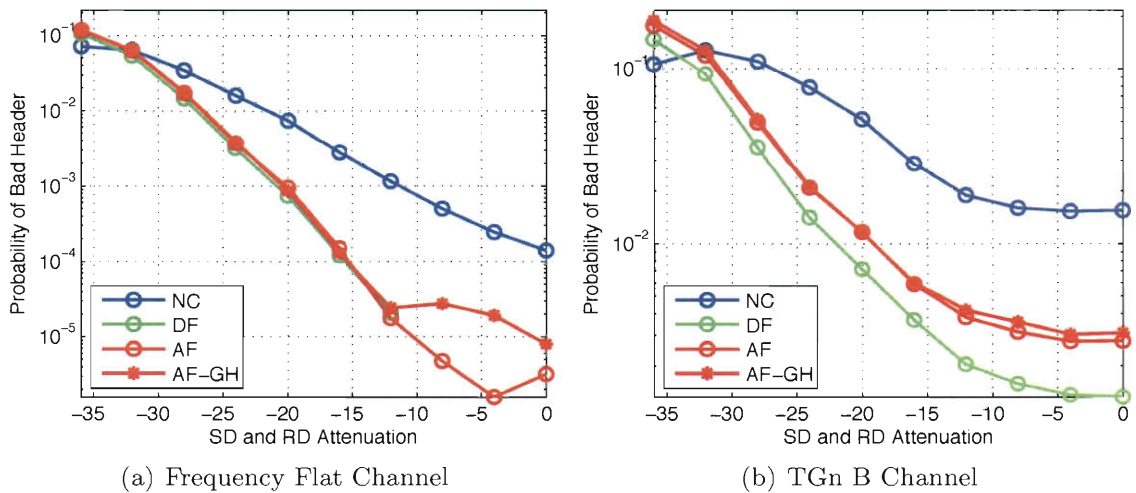 Probability of Bad Header
10⁻¹
10⁻²
10⁻³
10⁻⁴
10⁻⁵
NC
DF
AF
AF−GH
−35 −30 −25 −20 −15 −10 −5 0
SD and RD Attenuation
(a) Frequency Flat Channel
Probability of Bad Header
10⁻¹
10⁻²
NC
DF
AF
AF−GH
−35 −30 −25 −20 −15 −10 −5 0
SD and RD Attenuation
(b) TGn B Channel